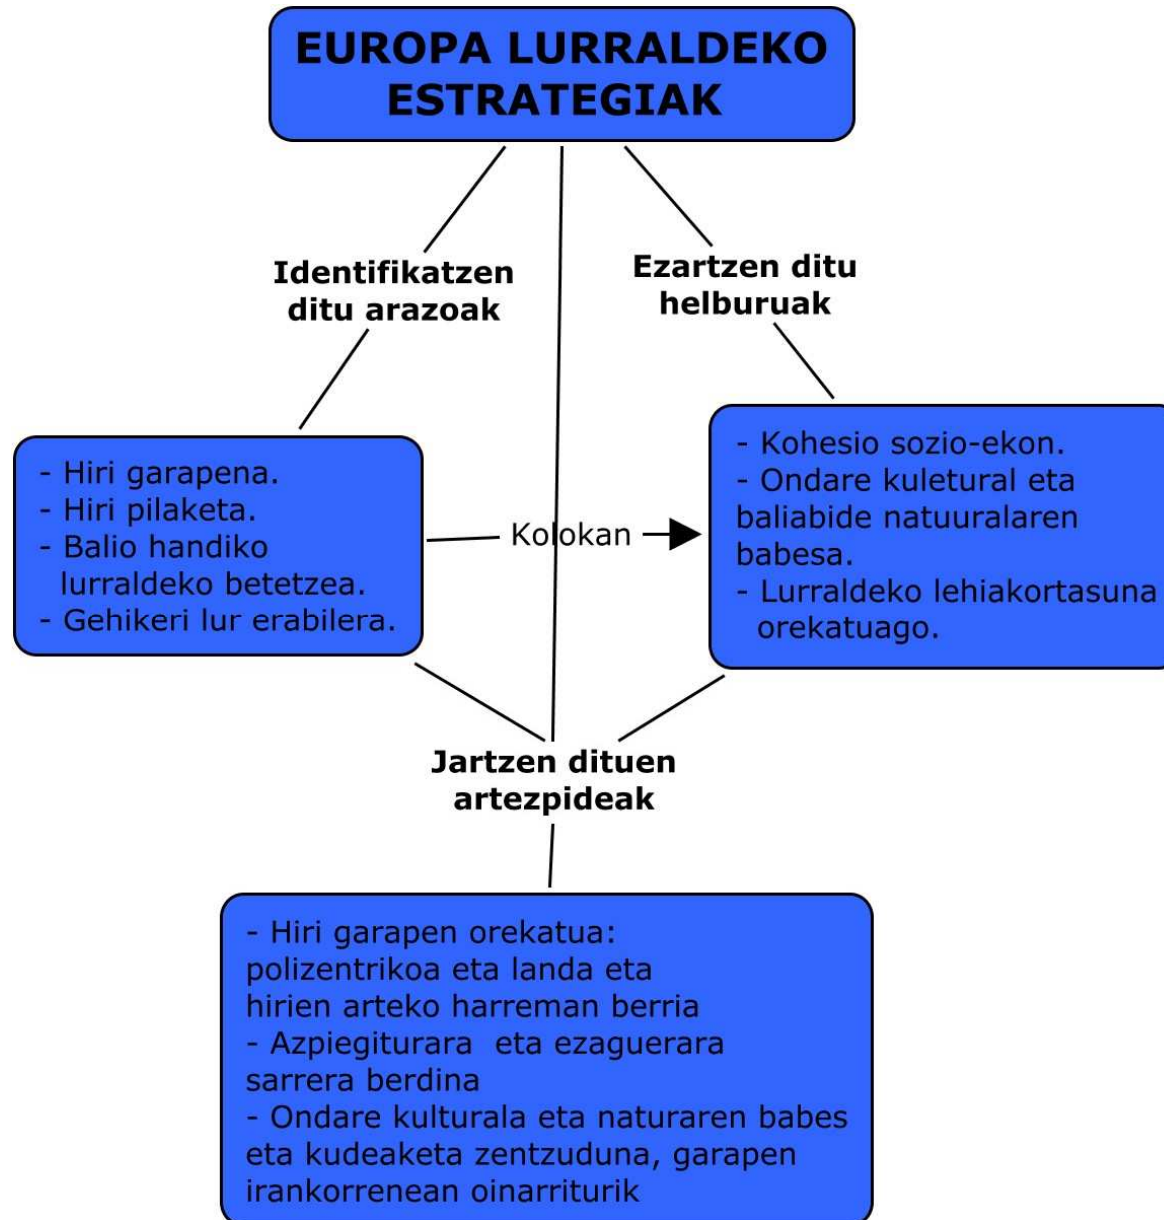 EUROPA LURRALDEKO
ESTRATEGIAK
Identifikatzen
ditu arazoak
Ezartzen ditu
helburuak
- Hiri garapena.
- Hiri pilaketa.
- Balio handiko
lurraldeko betetzea.
- Gehikeri lur erabilera.
Kolokan
- Kohesio sozio-ekon.
- Ondare kuletural eta
baliabide natuuralaren
babesa.
- Lurraldeko lehiakortasuna
orekatuago.
Jartzen dituen
artezpideak
- Hiri garapen orekatua:
polizentrikoa eta landa eta
hirien arteko harreman berria
- Azpiegiturara eta ezaguerara
sarrera berdina
- Ondare kulturala eta naturaren babes
eta kudeaketa zentzuduna, garapen
irankorrenean oinarriturik